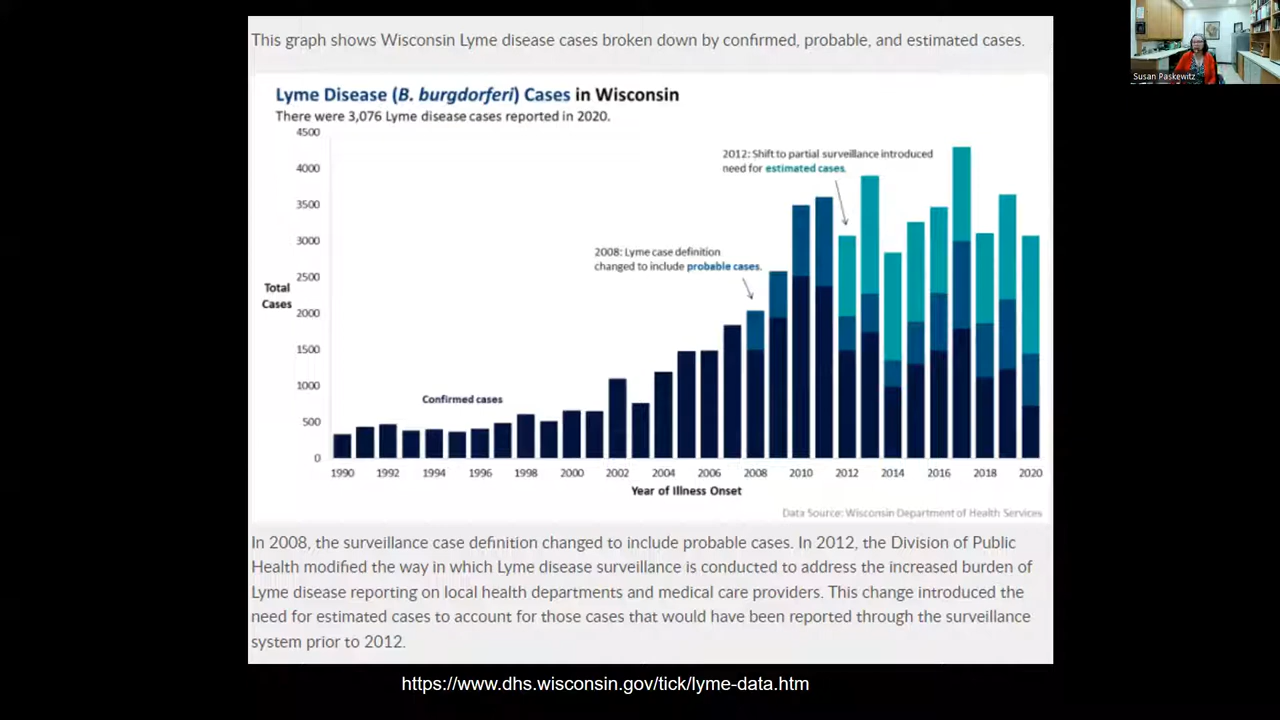 This graph shows Wisconsin Lyme disease cases broken down by confirmed, probable, and estimated cases.
Susan Paskewitz
Lyme Disease (B. burgdorferi) Cases in Wisconsin
There were 3,076 Lyme disease cases reported in 2020.
4500
4000
3500
3000
2500
2000
1500
1000
500
0
Total
Cases
2012: Shift to partial surveillance introduced
need for estimated cases.
2008: Lyme case definition
changed to include probable cases.
Confirmed cases
1990 1992 1994 1996 1998 2000 2002 2004 2006 2008 2010 2012 2014 2016 2018 2020
Year of Illness Onset
Data Source: Wisconsin Department of Health Services
In 2008, the surveillance case definition changed to include probable cases. In 2012, the Division of Public
Health modified the way in which Lyme disease surveillance is conducted to address the increased burden of
Lyme disease reporting on local health departments and medical care providers. This change introduced the
need for estimated cases to account for those cases that would have been reported through the surveillance
system prior to 2012.
https://www.dhs.wisconsin.gov/tick/lyme-data.htm